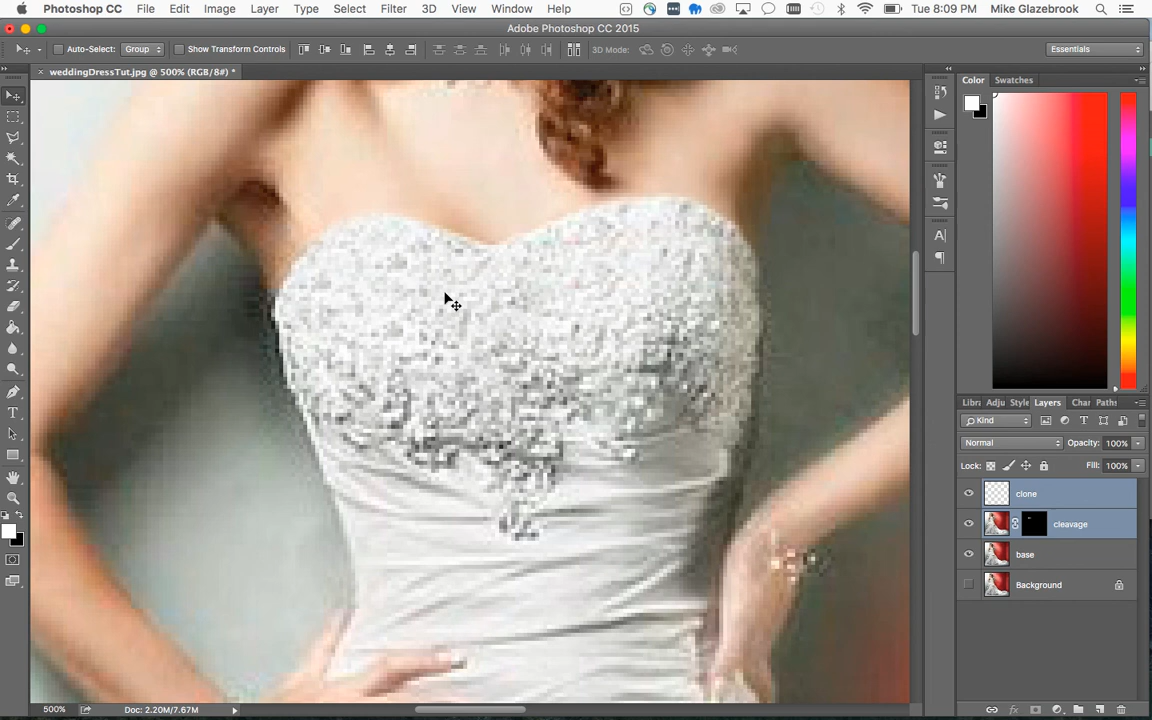 Photoshop CC File Edit Image Layer Type Select Filter 3D View Window Help Tue 8:09 PM Mike Glazebrook
Adobe Photoshop CC 2015
Auto-Select: Group Show Transform Controls 3D Mode: Essentials
× weddingDressTut.jpg @ 500% (RGB/8#) *
Color Swatches
Libr Adju Style Layers Char Paths
Kind
Normal Opacity: 100%
Lock: Fill: 100%
clone
cleavage
base
Background
500% Doc: 2.20M/7.67M